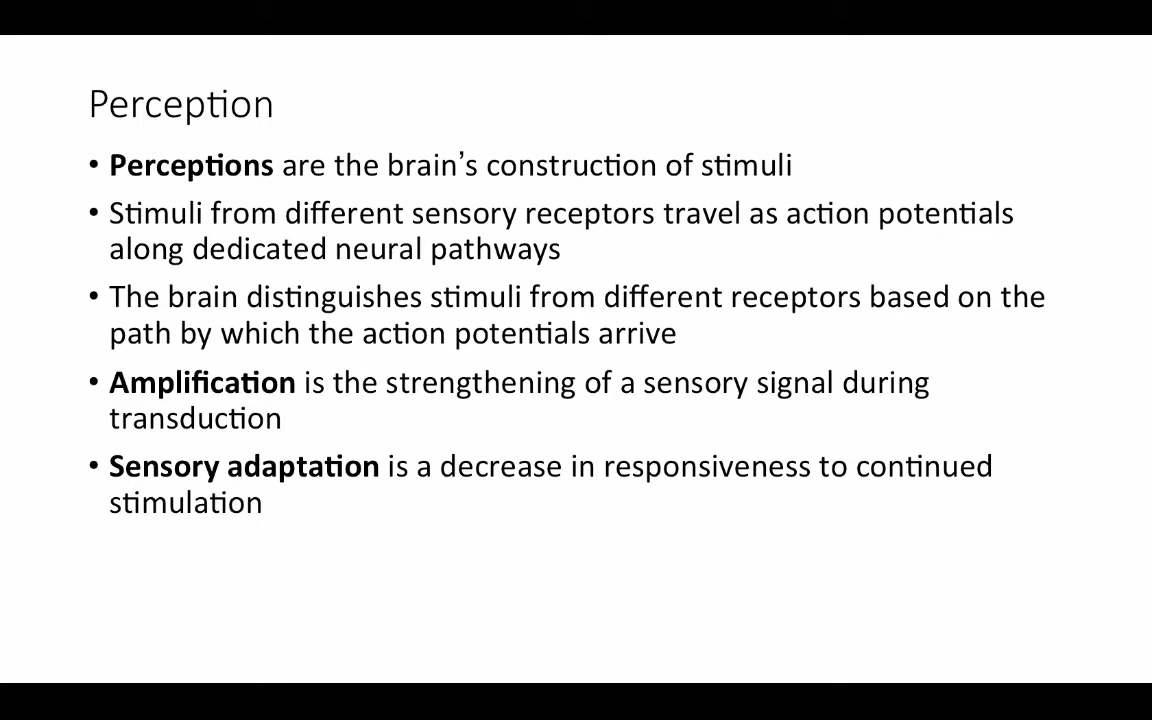 Perception
• Perceptions are the brain’s construction of stimuli
• Stimuli from different sensory receptors travel as action potentials
along dedicated neural pathways
• The brain distinguishes stimuli from different receptors based on the
path by which the action potentials arrive
• Amplification is the strengthening of a sensory signal during
transduction
• Sensory adaptation is a decrease in responsiveness to continued
stimulation